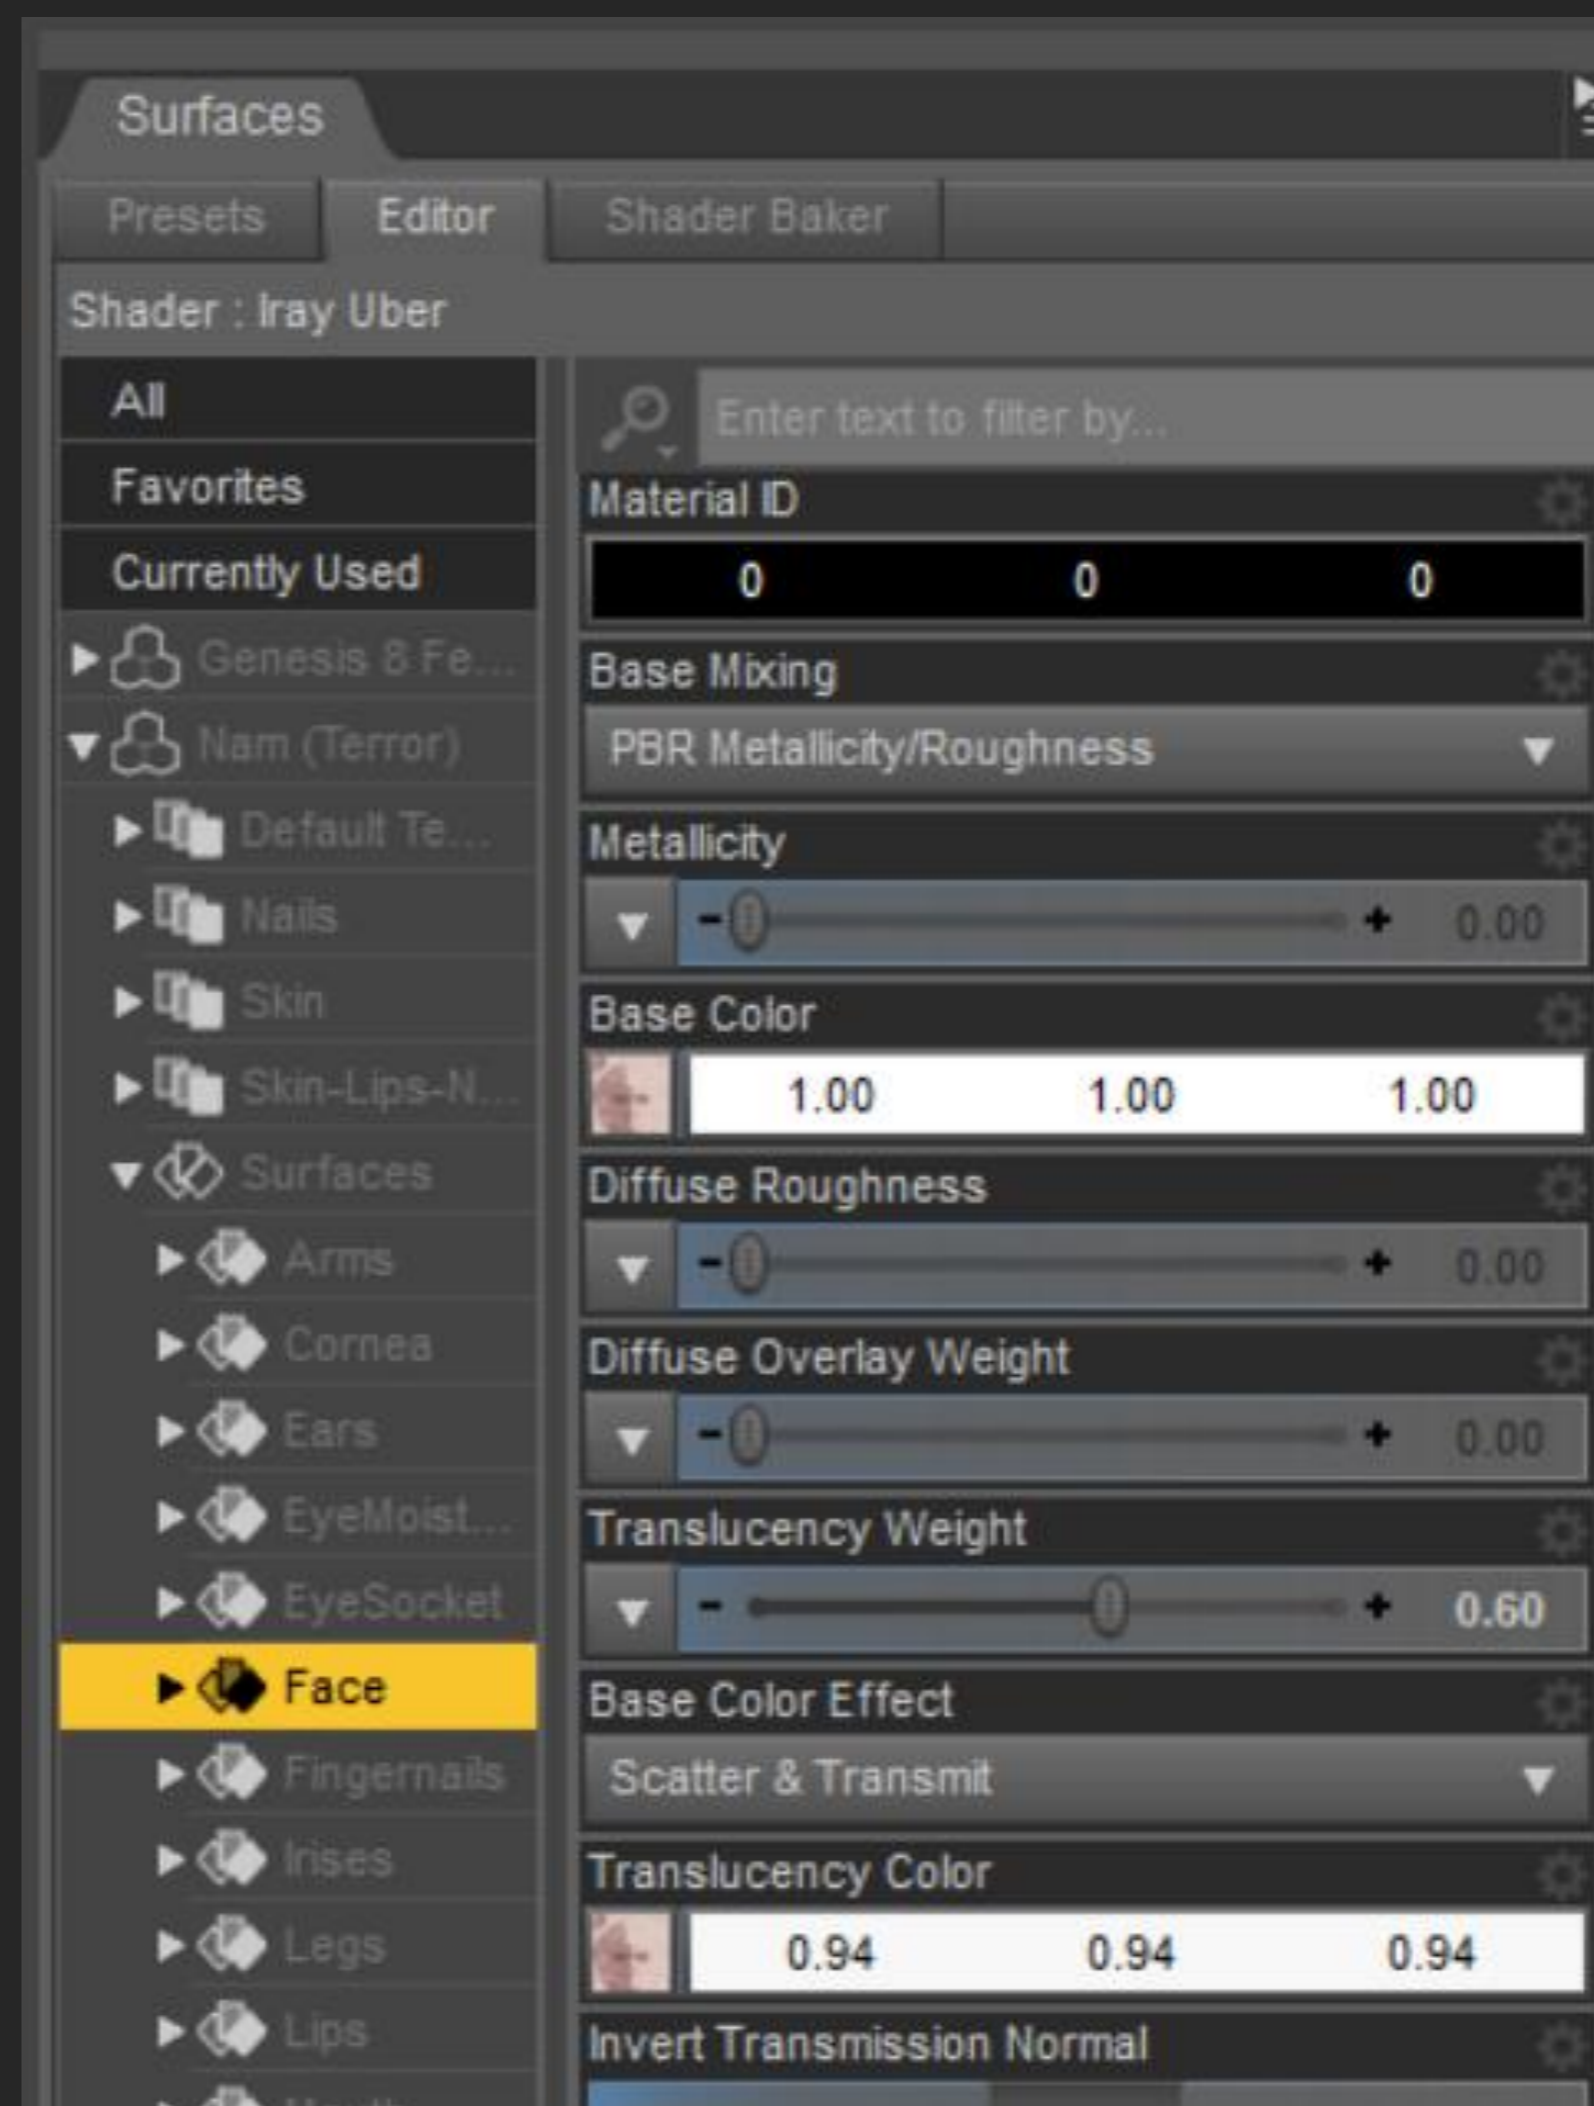 Surfaces
Presets Editor Shader Baker
Shader : Iray Uber
All
Favorites
Currently Used
Genesis 8 Fe...
Nam (Terror)
Default Te...
Nails
Skin
Skin-Lips-N...
Surfaces
Arms
Cornea
Ears
EyeMoist...
EyeSocket
Face
Fingernails
Irises
Legs
Lips
Enter text to filter by...
Material ID
0 0 0
Base Mixing
PBR Metallicity/Roughness
Metallicity
- + 0.00
Base Color
1.00 1.00 1.00
Diffuse Roughness
- + 0.00
Diffuse Overlay Weight
- + 0.00
Translucency Weight
- + 0.60
Base Color Effect
Scatter & Transmit
Translucency Color
0.94 0.94 0.94
Invert Transmission Normal